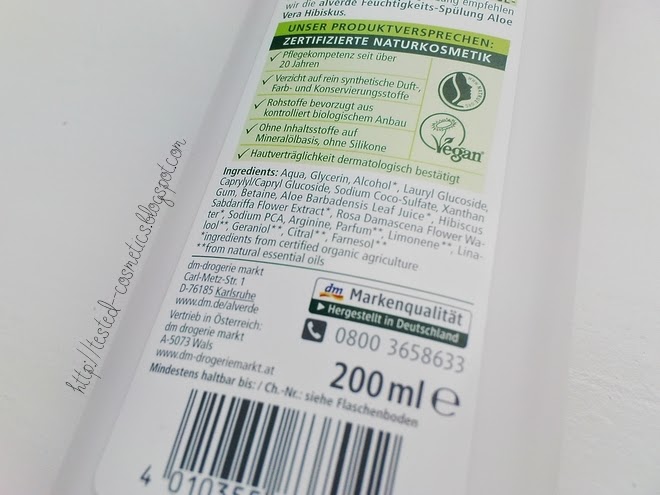 wir die alverde Feuchtigkeits-Spülung Aloe
Vera Hibiskus.
UNSER PRODUKTVERSPRECHEN:
ZERTIFIZIERTE NATURKOSMETIK
✓ Pflegekompetenz seit über
20 Jahren
✓ Verzicht auf rein synthetische Duft-,
Farb- und Konservierungsstoffe
✓ Rohstoffe bevorzugt aus
kontrolliert biologischem Anbau
✓ Ohne Inhaltsstoffe auf
Mineralölbasis, ohne Silikone
✓ Hautverträglichkeit dermatologisch bestätigt
Vegan
Ingredients: Aqua, Glycerin, Alcohol*, Lauryl Glucoside,
Caprylyl/Capryl Glucoside, Sodium Coco-Sulfate, Xanthan
Gum, Betaine, Aloe Barbadensis Leaf Juice*, Hibiscus
Sabdariffa Flower Extract*, Rosa Damascena Flower Wa-
ter*, Sodium PCA, Arginine, Parfum**, Limonene**, Lina-
lool**, Geraniol**, Citral**, Farnesol**
*ingredients from certified organic agriculture
**from natural essential oils
dm-drogerie markt
Carl-Metz-Str. 1
D-76185 Karlsruhe
www.dm.de/alverde
Vertrieb in Österreich:
dm drogerie markt
A-5073 Wals
www.dm-drogeriemarkt.at
dm Markenqualität
Hergestellt in Deutschland
0800 3658633
200 ml e
Mindestens haltbar bis: / Ch.-Nr.: siehe Flaschenboden
4 010355
http://tested-cosmetics.blogspot.com